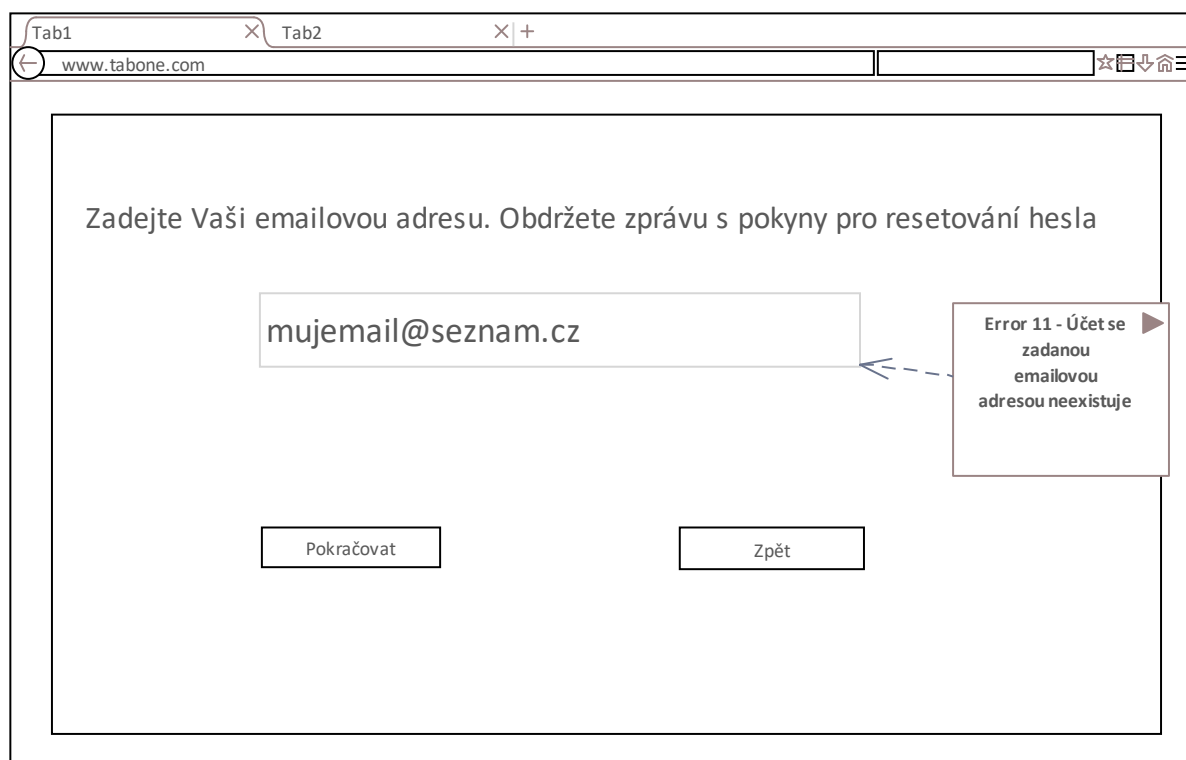 Tab1
Tab2
www.tabone.com
Zadejte Vaši emailovou adresu. Obdržete zprávu s pokyny pro resetování hesla
mujemail@seznam.cz
Error 11 - Účet se
zadanou
emailovou
adresou neexistuje
Pokračovat
Zpět